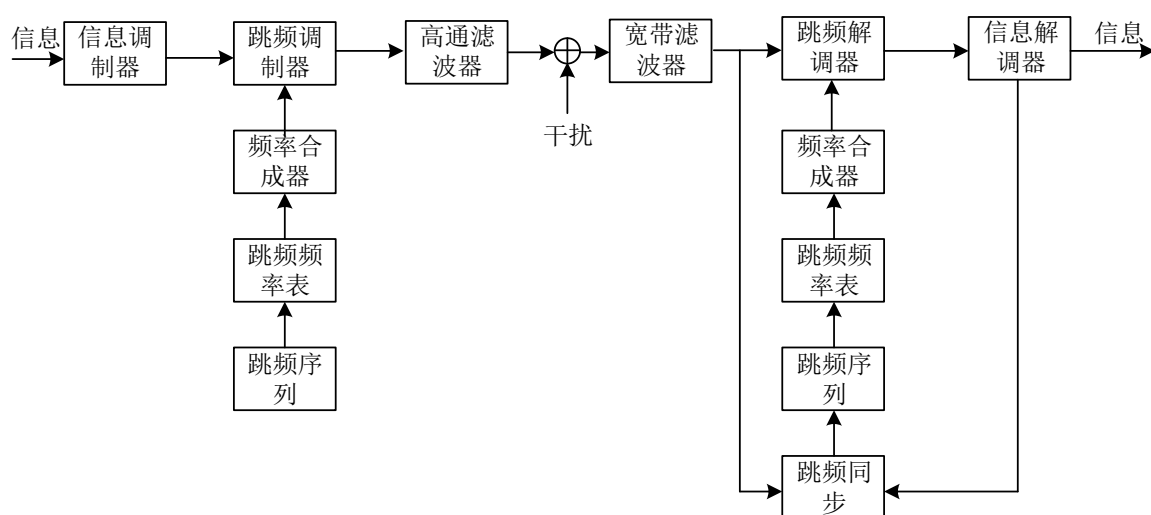 信息
信息调
制器
跳频调
制器
高通滤
波器
干扰
宽带滤
波器
跳频解
调器
信息解
调器
信息
频率合
成器
频率合
成器
跳频频
率表
跳频频
率表
跳频序
列
跳频序
列
跳频同
步